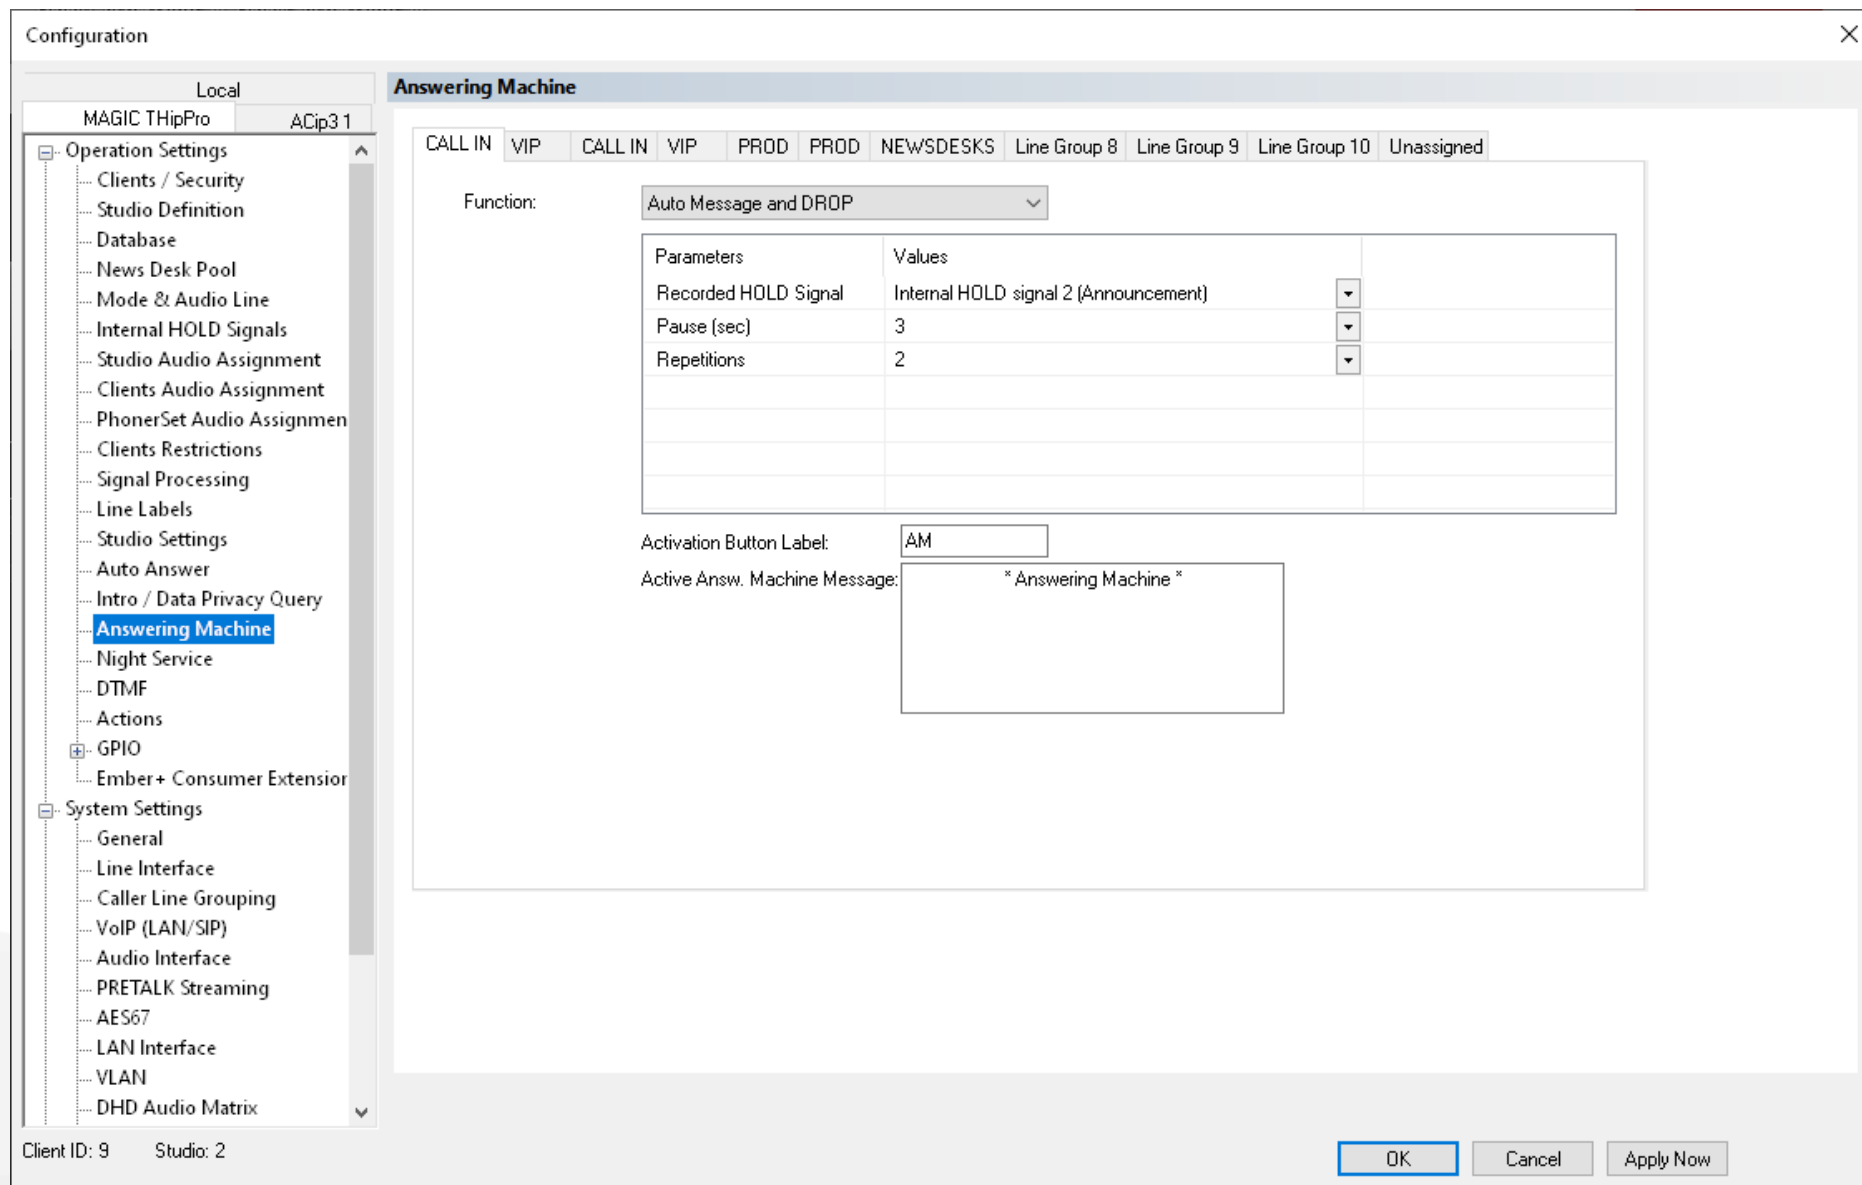 Configuration
Local
MAGIC THipPro
ACip3 1
Operation Settings
Clients / Security
Studio Definition
Database
News Desk Pool
Mode & Audio Line
Internal HOLD Signals
Studio Audio Assignment
Clients Audio Assignment
PhonerSet Audio Assignmen
Clients Restrictions
Signal Processing
Line Labels
Studio Settings
Auto Answer
Intro / Data Privacy Query
Answering Machine
Night Service
DTMF
Actions
GPIO
Ember+ Consumer Extension
System Settings
General
Line Interface
Caller Line Grouping
VoIP (LAN/SIP)
Audio Interface
PRETALK Streaming
AES67
LAN Interface
VLAN
DHD Audio Matrix
Client ID: 9 Studio: 2
Answering Machine
CALL IN VIP CALL IN VIP PROD PROD NEWSDESKS Line Group 8 Line Group 9 Line Group 10 Unassigned
Function: Auto Message and DROP
Parameters Values
Recorded HOLD Signal Internal HOLD signal 2 (Announcement)
Pause (sec) 3
Repetitions 2
Activation Button Label: AM
Active Answ. Machine Message: * Answering Machine *
OK Cancel Apply Now